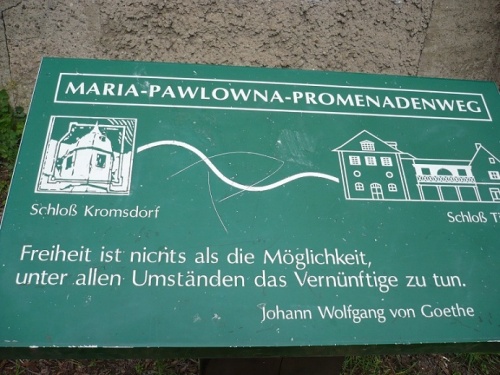 MARIA-PAWLOWNA-PROMENADENWEG
Schloß Kromsdorf
Schloß
Freiheit ist nichts als die Möglichkeit,
unter allen Umständen das Vernünftige zu tun.
Johann Wolfgang von Goethe